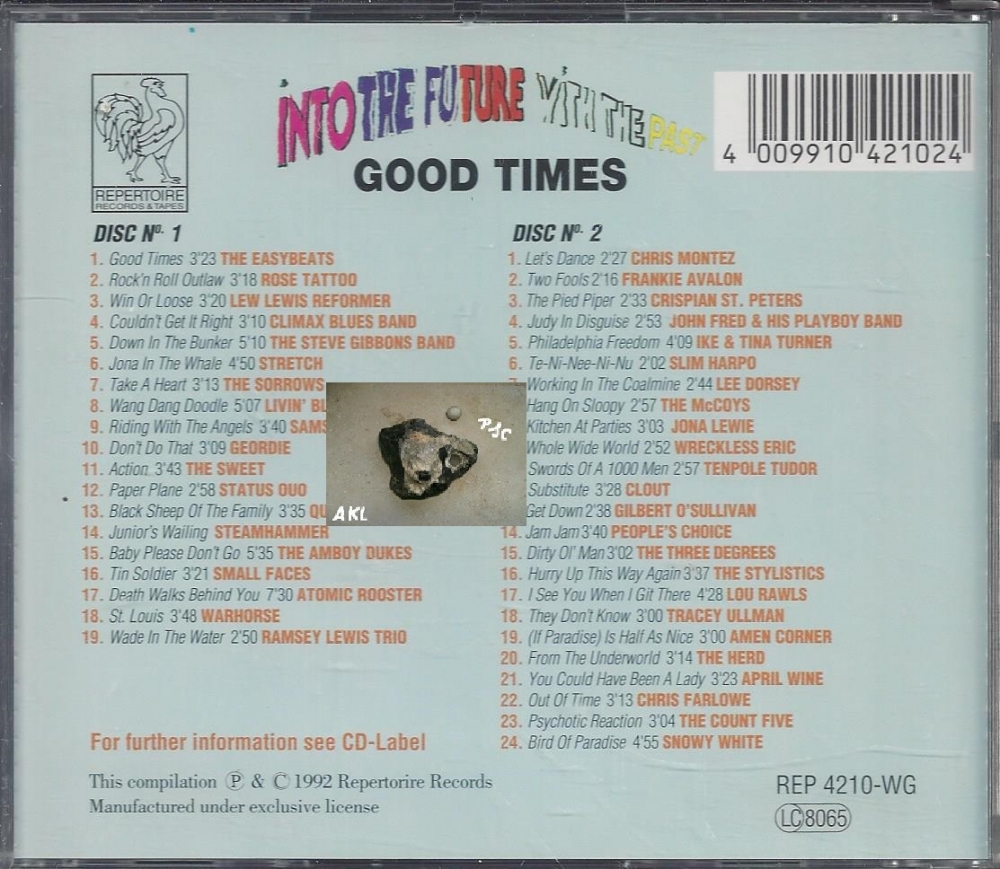 INTO THE FUTURE WITH THE PAST
GOOD TIMES
REPERTOIRE
RECORDS & TAPES
4 009910 421024
DISC Nº. 1
1. Good Times 3'23 THE EASYBEATS
2. Rock'n Roll Outlaw 3'18 ROSE TATTOO
3. Win Or Loose 3'20 LEW LEWIS REFORMER
4. Couldn't Get It Right 3'10 CLIMAX BLUES BAND
5. Down In The Bunker 5'10 THE STEVE GIBBONS BAND
6. Jona In The Whale 4'50 STRETCH
7. Take A Heart 3'13 THE SORROWS
8. Wang Dang Doodle 5'07 LIVIN'
9. Riding With The Angels 3'40
10. Don't Do That 3'09 GEORDIE
11. Action 3'43 THE SWEET
12. Paper Plane 2'58 STATUS QUO
13. Black Sheep Of The Family 3'35
14. Junior's Wailing STEAMHAMMER
15. Baby Please Don't Go 5'35 THE AMBOY DUKES
16. Tin Soldier 3'21 SMALL FACES
17. Death Walks Behind You 7'30 ATOMIC ROOSTER
18. St. Louis 3'48 WARHORSE
19. Wade In The Water 2'50 RAMSEY LEWIS TRIO
DISC Nº. 2
1. Let's Dance 2'27 CHRIS MONTEZ
2. Two Fools 2'16 FRANKIE AVALON
3. The Pied Piper 2'33 CRISPIAN ST. PETERS
4. Judy In Disguise 2'53 JOHN FRED & HIS PLAYBOY BAND
5. Philadelphia Freedom 4'09 IKE & TINA TURNER
6. Te-Ni-Nee-Ni-Nu 2'02 SLIM HARPO
7. Working In The Coalmine 2'44 LEE DORSEY
Hang On Sloopy 2'57 THE McCOYS
Kitchen At Parties 3'03 JONA LEWIE
Whole Wide World 2'52 WRECKLESS ERIC
Swords Of A 1000 Men 2'57 TENPOLE TUDOR
Substitute 3'28 CLOUT
Get Down 2'38 GILBERT O'SULLIVAN
14. Jam Jam 3'40 PEOPLE'S CHOICE
15. Dirty Ol' Man 3'02 THE THREE DEGREES
16. Hurry Up This Way Again 3'37 THE STYLISTICS
17. I See You When I Git There 4'28 LOU RAWLS
18. They Don't Know 3'00 TRACEY ULLMAN
19. (If Paradise) Is Half As Nice 3'00 AMEN CORNER
20. From The Underworld 3'14 THE HERD
21. You Could Have Been A Lady 3'23 APRIL WINE
22. Out Of Time 3'13 CHRIS FARLOWE
23. Psychotic Reaction 3'04 THE COUNT FIVE
24. Bird Of Paradise 4'55 SNOWY WHITE
PSC
AKL
For further information see CD-Label
This compilation Ⓟ & © 1992 Repertorire Records
Manufactured under exclusive license
REP 4210-WG
LC 8065